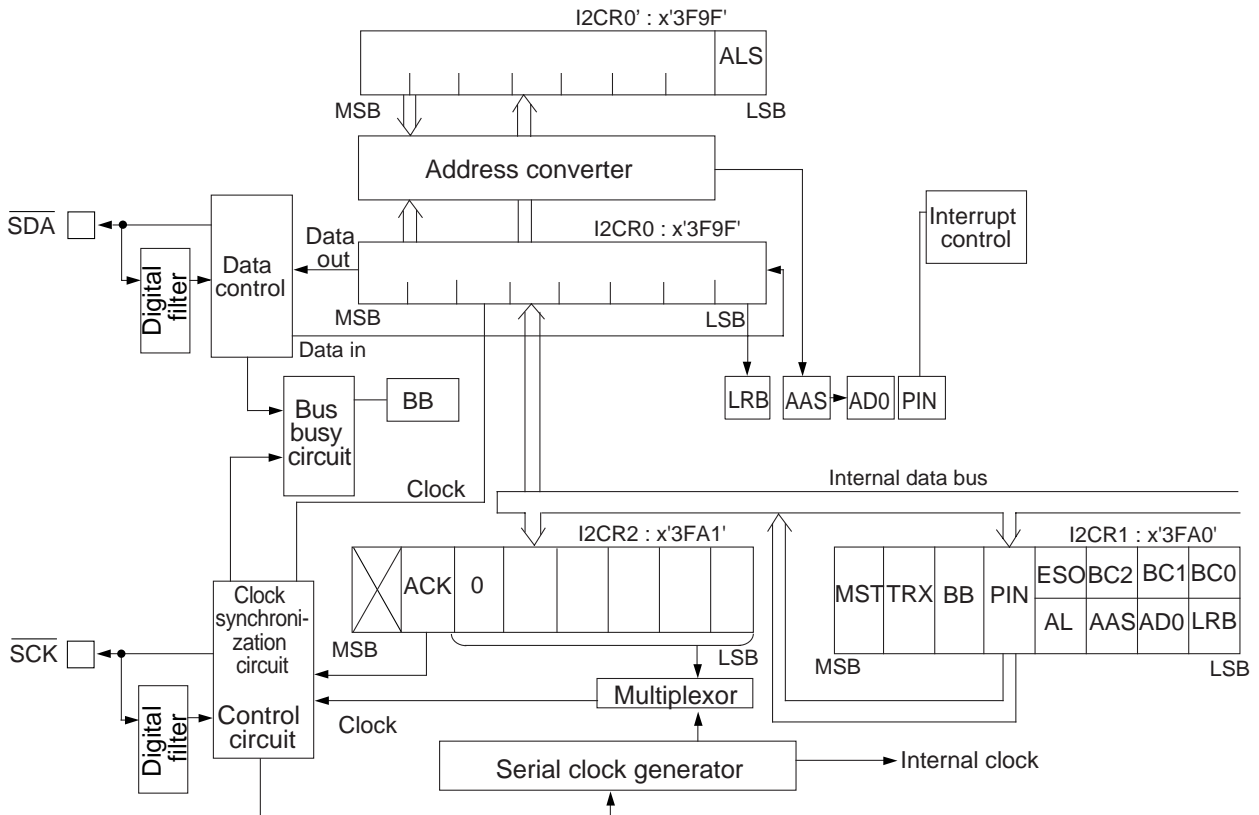 I2CR0' : x'3F9F'
ALS
MSB
LSB
Address converter
SDA
Digital
filter
Data
control
Data
out
I2CR0 : x'3F9F'
Interrupt
control
MSB
LSB
Data in
LRB
AAS
AD0
PIN
Bus
busy
circuit
BB
Clock
Internal data bus
I2CR2 : x'3FA1'
I2CR1 : x'3FA0'
ACK
0
MST
TRX
BB
PIN
ESO
BC2
BC1
BC0
AL
AAS
AD0
LRB
MSB
LSB
MSB
LSB
SCK
Clock
synchroni-
zation
circuit
Control
circuit
Digital
filter
Multiplexor
Clock
Serial clock generator
Internal clock